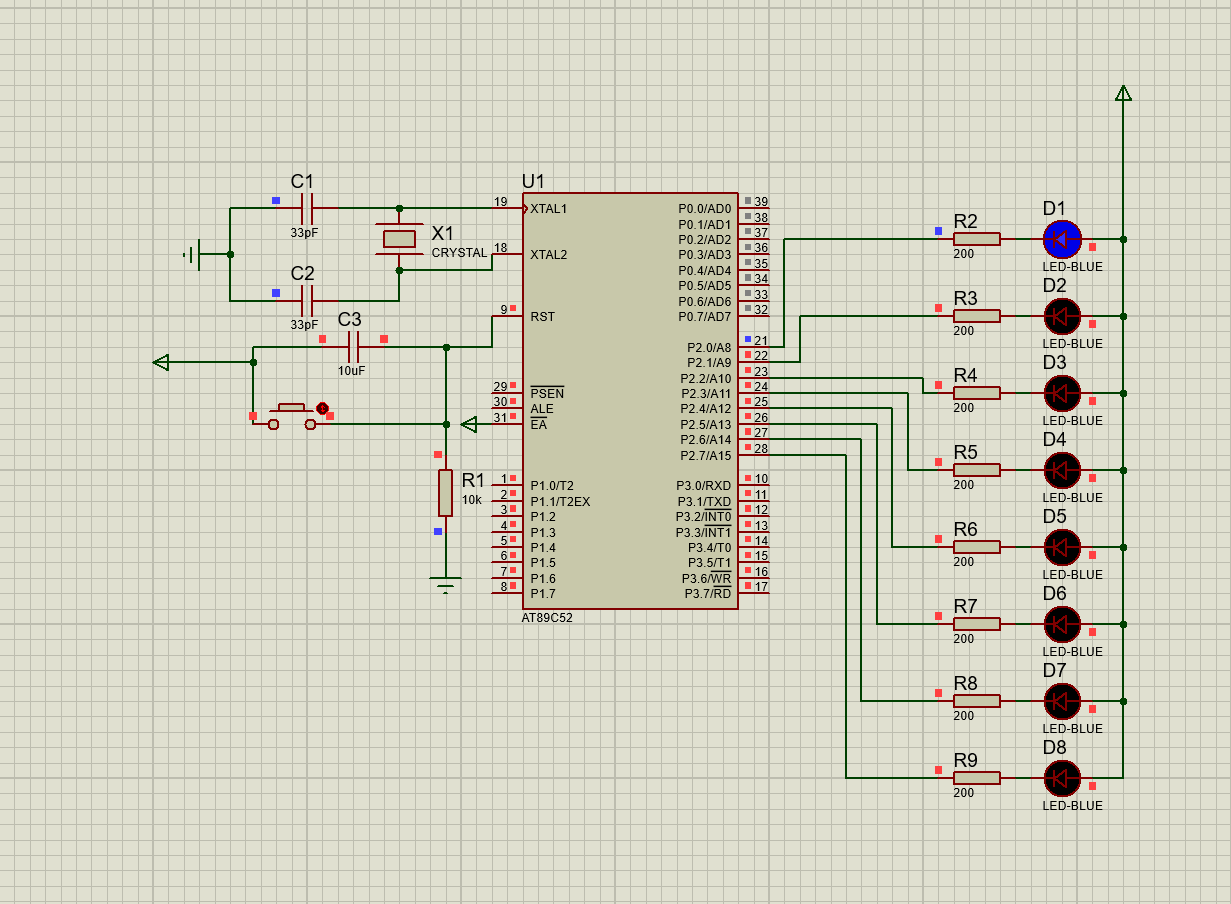 C1
33pF
C2
33pF
X1
CRYSTAL
C3
10uF
R1
10k
U1
19
XTAL1
18
XTAL2
9
RST
29
PSEN
30
ALE
31
EA
1
P1.0/T2
2
P1.1/T2EX
3
P1.2
4
P1.3
5
P1.4
6
P1.5
7
P1.6
8
P1.7
P0.0/AD0
39
P0.1/AD1
38
P0.2/AD2
37
P0.3/AD3
36
P0.4/AD4
35
P0.5/AD5
34
P0.6/AD6
33
P0.7/AD7
32
P2.0/A8
21
P2.1/A9
22
P2.2/A10
23
P2.3/A11
24
P2.4/A12
25
P2.5/A13
26
P2.6/A14
27
P2.7/A15
28
P3.0/RXD
10
P3.1/TXD
11
P3.2/INT0
12
P3.3/INT1
13
P3.4/T0
14
P3.5/T1
15
P3.6/WR
16
P3.7/RD
17
AT89C52
R2
200
D1
LED-BLUE
R3
200
D2
LED-BLUE
R4
200
D3
LED-BLUE
R5
200
D4
LED-BLUE
R6
200
D5
LED-BLUE
R7
200
D6
LED-BLUE
R8
200
D7
LED-BLUE
R9
200
D8
LED-BLUE